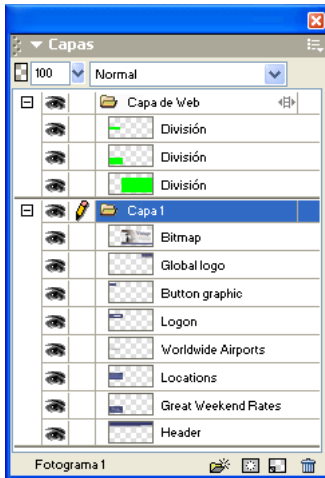 Capas
100 Normal
Capa de Web
División
División
División
Capa 1
Bitmap
Global logo
Button graphic
Logon
Worldwide Airports
Locations
Great Weekend Rates
Header
Fotograma 1